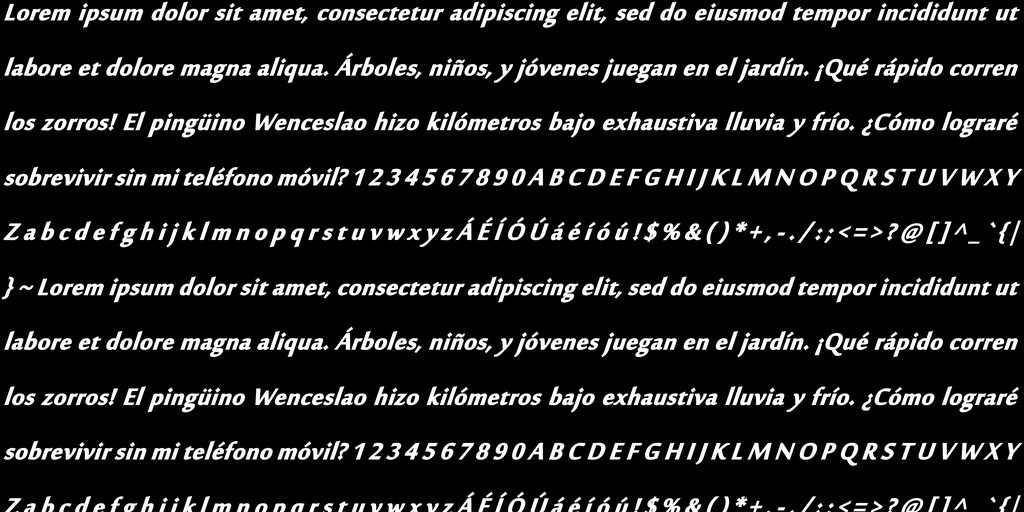 Lorem ipsum dolor sit amet, consectetur adipiscing elit, sed do eiusmod tempor incididunt ut
labore et dolore magna aliqua. Árboles, niños, y jóvenes juegan en el jardín. ¡Qué rápido corren
los zorros! El pingüino Wenceslao hizo kilómetros bajo exhaustiva lluvia y frío. ¿Cómo lograré
sobrevivir sin mi teléfono móvil? 1 2 3 4 5 6 7 8 9 0 A B C D E F G H I J K L M N O P Q R S T U V W X Y
Z a b c d e f g h i j k l m n o p q r s t u v w x y z Á É Í Ó Ú á é í ó ú ! $ % & ( ) * + , - . / : ; < = > ? @ [ ] ^ _ ` { |
} ~ Lorem ipsum dolor sit amet, consectetur adipiscing elit, sed do eiusmod tempor incididunt ut
labore et dolore magna aliqua. Árboles, niños, y jóvenes juegan en el jardín. ¡Qué rápido corren
los zorros! El pingüino Wenceslao hizo kilómetros bajo exhaustiva lluvia y frío. ¿Cómo lograré
sobrevivir sin mi teléfono móvil? 1 2 3 4 5 6 7 8 9 0 A B C D E F G H I J K L M N O P Q R S T U V W X Y
Z a b c d e f g h i j k l m n o p q r s t u v w x y z Á É Í Ó Ú á é í ó ú ! $ % & ( ) * + , - . / : ; < = > ? @ [ ] ^ _ ` { |